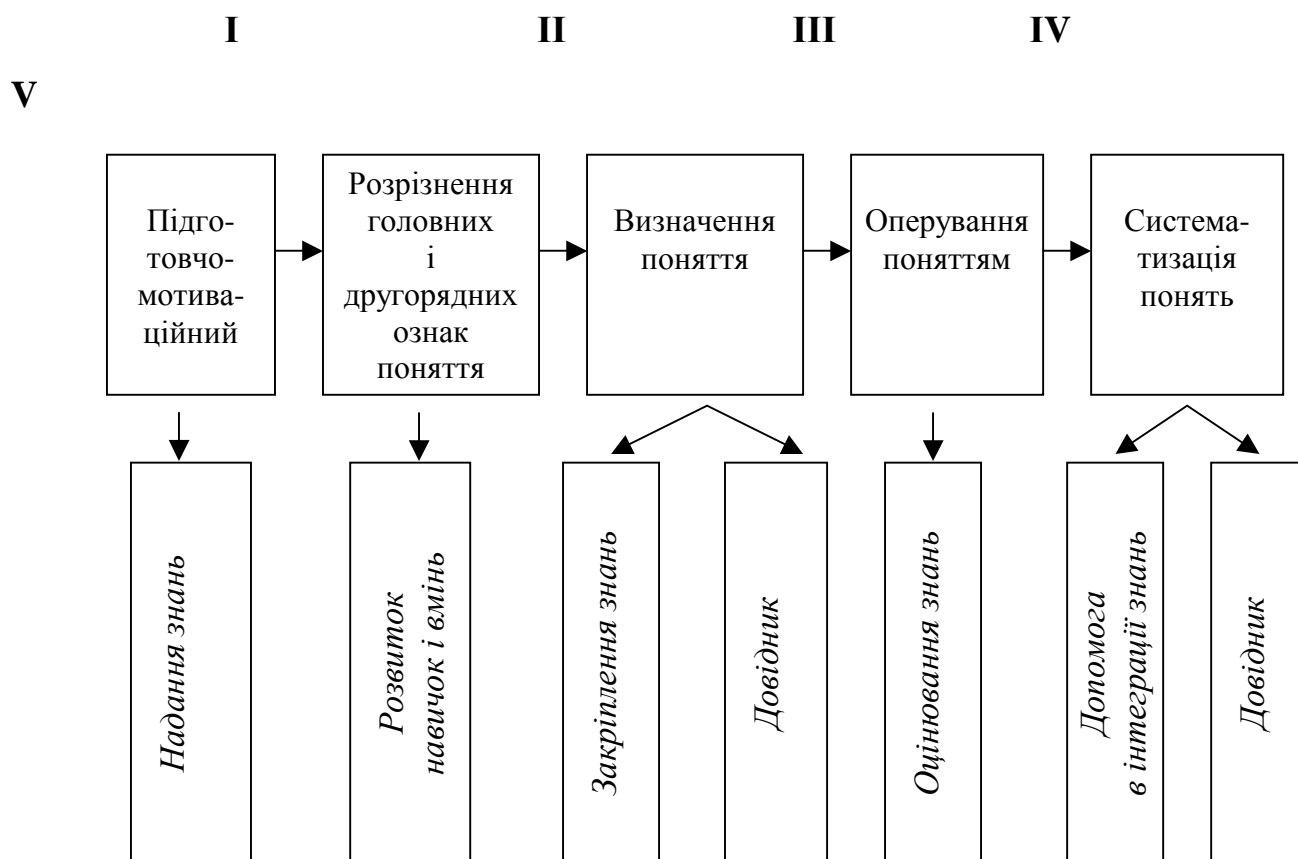 I II III IV
V
Підго-
товчо-
мотива-
ційний
Розрізнення
головних
і
другорядних
ознак
поняття
Визначення
поняття
Оперування
поняттям
Система-
тизація
понять
Надання знань
Розвиток
навичок і вмінь
Закріплення знань
Довідник
Оцінювання знань
Допомога
в інтеграції знань
Довідник